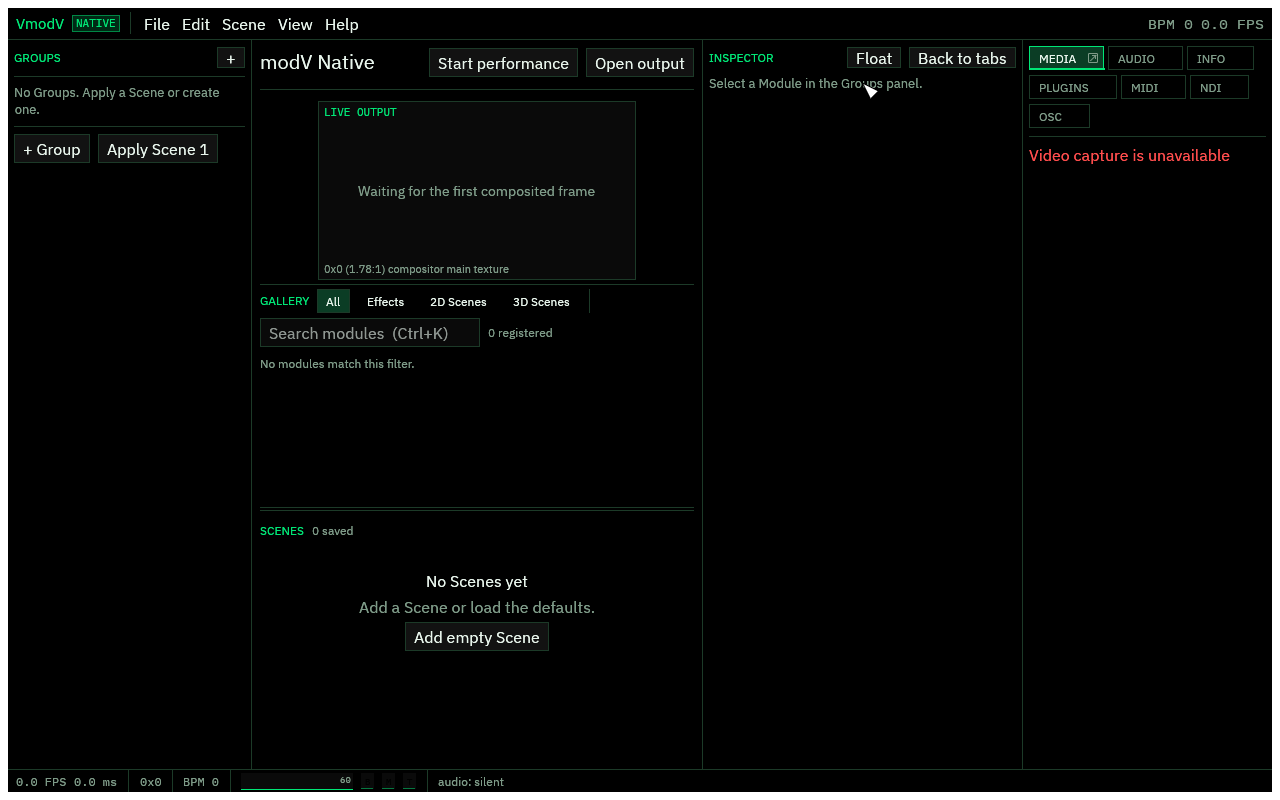 VmodV NATIVE File Edit Scene View Help BPM 0 0.0 FPS
GROUPS +
No Groups. Apply a Scene or create
one.
+ Group Apply Scene 1
modV Native Start performance Open output
LIVE OUTPUT
Waiting for the first composited frame
0x0 (1.78:1) compositor main texture
GALLERY All Effects 2D Scenes 3D Scenes
Search modules (Ctrl+K) 0 registered
No modules match this filter.
SCENES 0 saved
No Scenes yet
Add a Scene or load the defaults.
Add empty Scene
INSPECTOR Float Back to tabs
Select a Module in the Groups panel.
MEDIA AUDIO INFO
PLUGINS MIDI NDI
OSC
Video capture is unavailable
0.0 FPS 0.0 ms 0x0 BPM 0 60 audio: silent